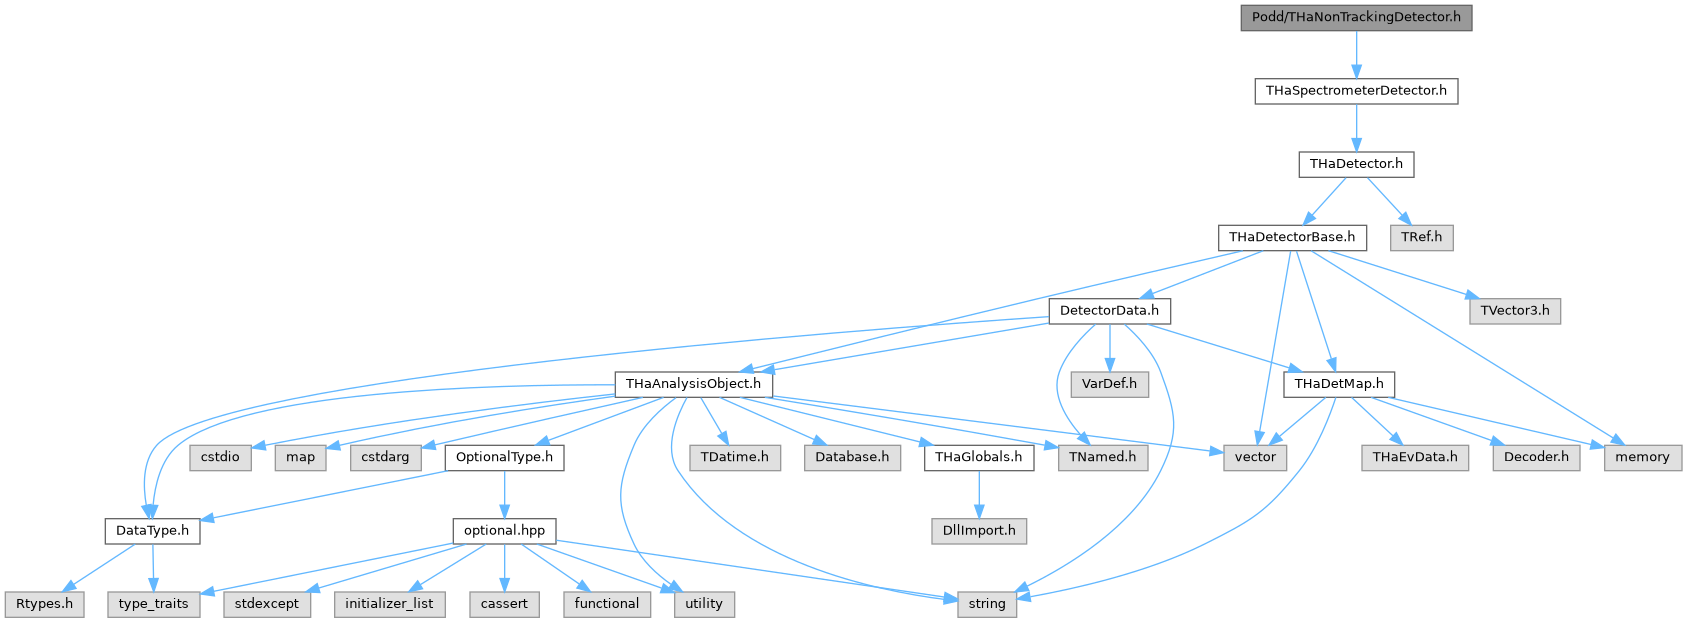 Podd/THaNonTrackingDetector.h
THaSpectrometerDetector.h
THaDetector.h
THaDetectorBase.h
TRef.h
DetectorData.h
TVector3.h
THaAnalysisObject.h
VarDef.h
THaDetMap.h
cstdio
map
cstdarg
OptionalType.h
TDatime.h
Database.h
THaGlobals.h
TNamed.h
vector
THaEvData.h
Decoder.h
memory
DataType.h
optional.hpp
DllImport.h
Rtypes.h
type_traits
stdexcept
initializer_list
cassert
functional
utility
string